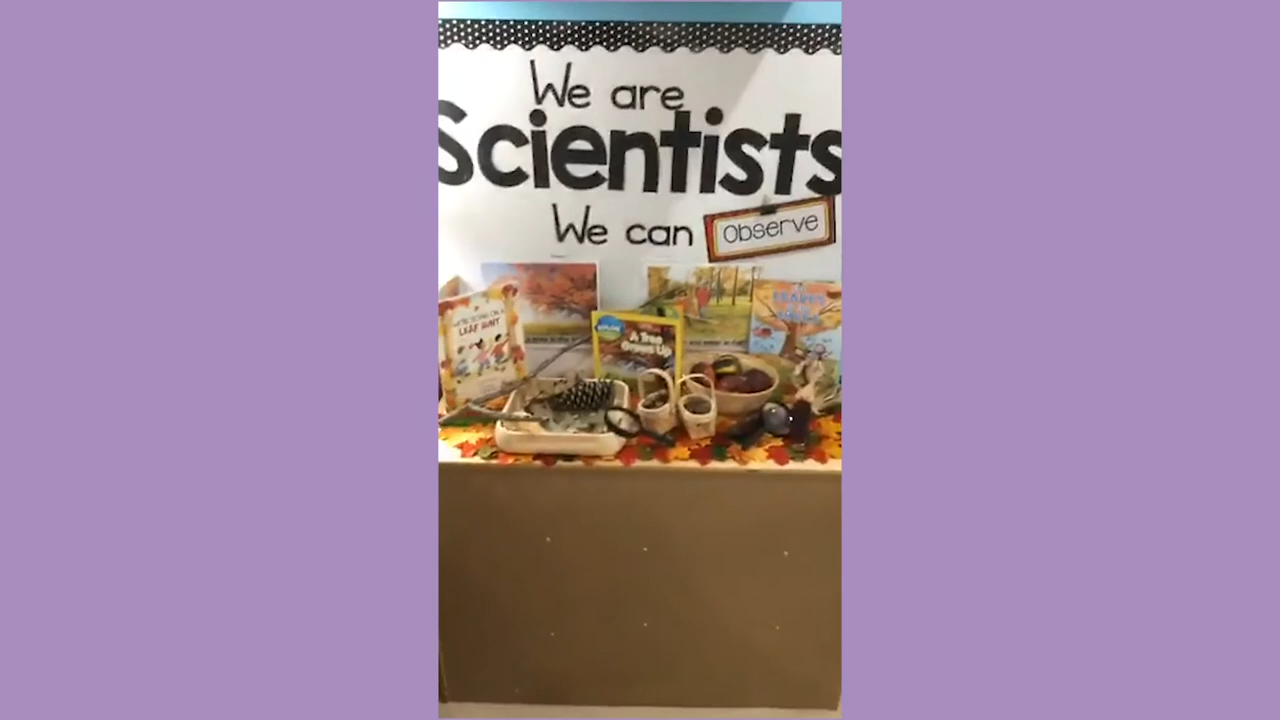 We are
Scientists
We can
Observe
WE'RE GOING ON A
LEAF HUNT
A Tree
Grows Up